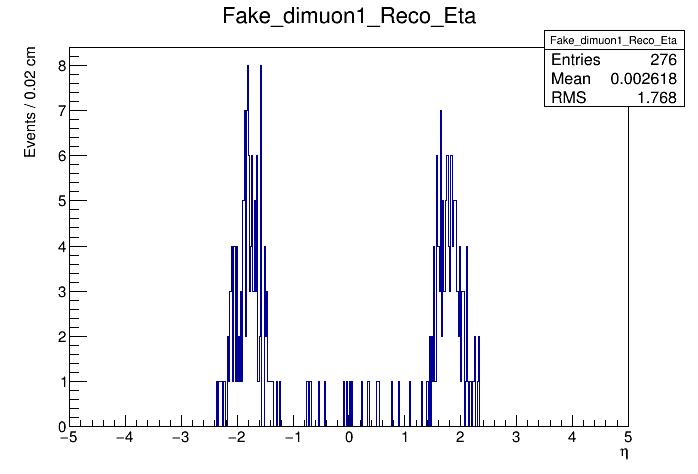 Fake_dimuon1_Reco_Eta
Fake_dimuon1_Reco_Eta
Entries 276
Mean 0.002618
RMS 1.768
Events / 0.02 cm
8
7
6
5
4
3
2
1
0
−5 −4 −3 −2 −1 0 1 2 3 4 5
η